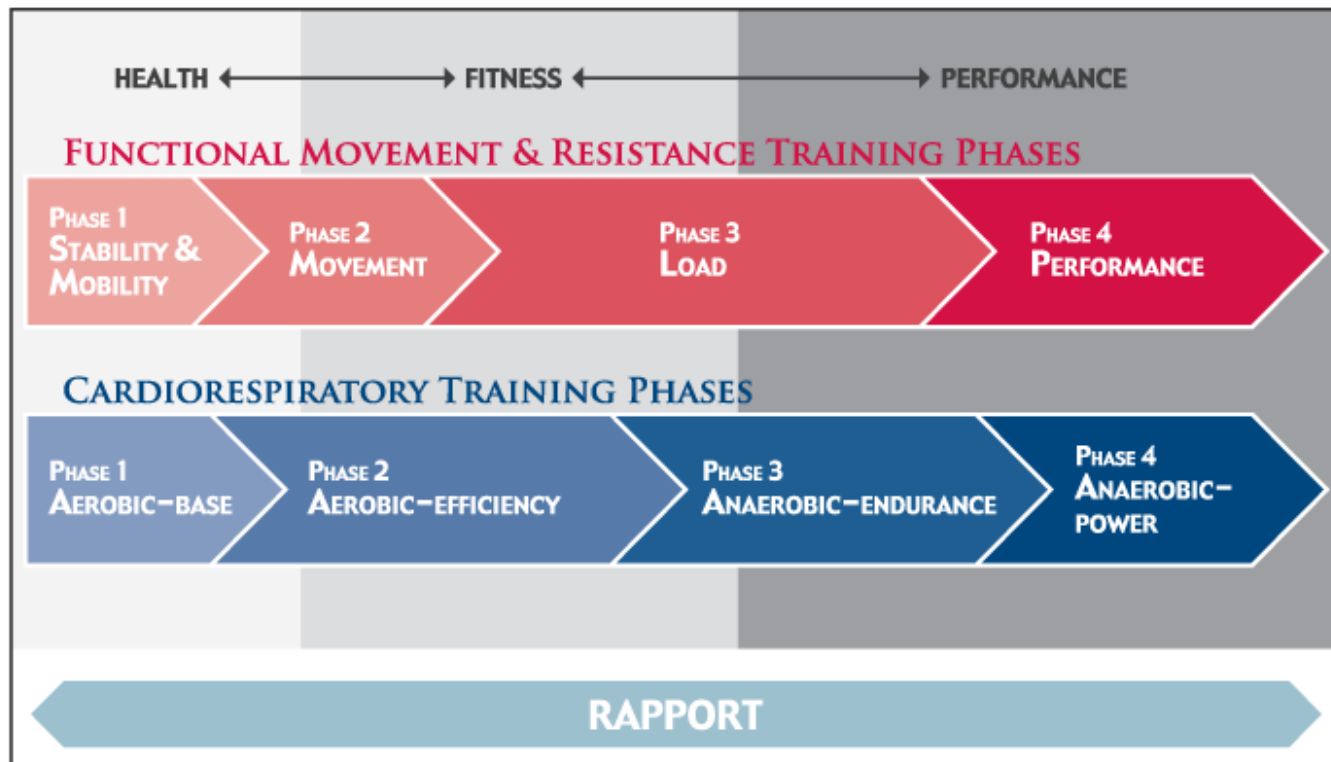 HEALTH FITNESS PERFORMANCE
FUNCTIONAL MOVEMENT & RESISTANCE TRAINING PHASES
PHASE 1
STABILITY &
MOBILITY
PHASE 2
MOVEMENT
PHASE 3
LOAD
PHASE 4
PERFORMANCE
CARDIORESPIRATORY TRAINING PHASES
PHASE 1
AEROBIC-BASE
PHASE 2
AEROBIC-EFFICIENCY
PHASE 3
ANAEROBIC-ENDURANCE
PHASE 4
ANAEROBIC-
POWER
RAPPORT